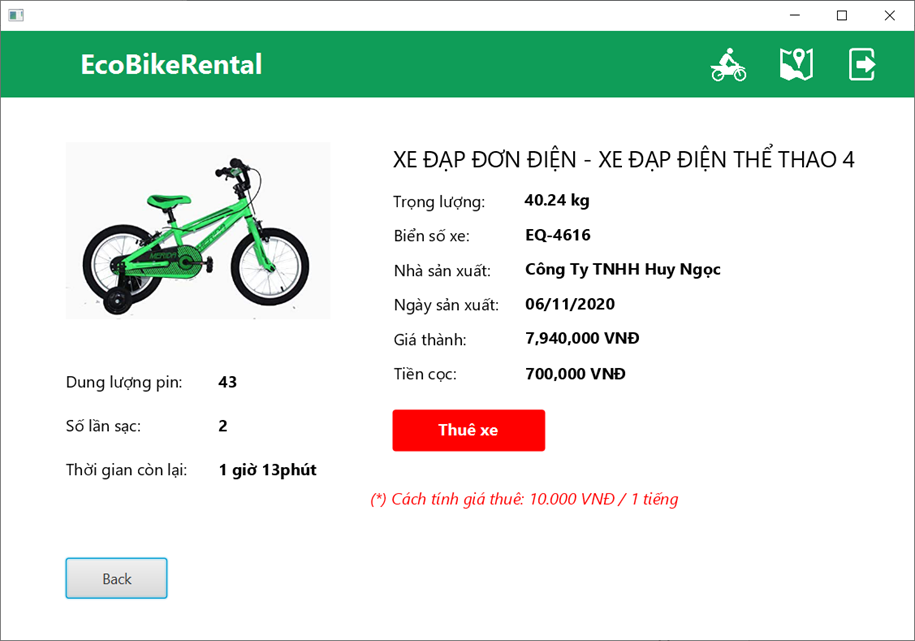 EcoBikeRental
XE ĐẠP ĐƠN ĐIỆN - XE ĐẠP ĐIỆN THỂ THAO 4
Trọng lượng: 40.24 kg
Biển số xe: EQ-4616
Nhà sản xuất: Công Ty TNHH Huy Ngọc
Ngày sản xuất: 06/11/2020
Giá thành: 7,940,000 VNĐ
Tiền cọc: 700,000 VNĐ
Dung lượng pin: 43
Số lần sạc: 2
Thời gian còn lại: 1 giờ 13phút
Thuê xe
(*) Cách tính giá thuê: 10.000 VNĐ / 1 tiếng
Back